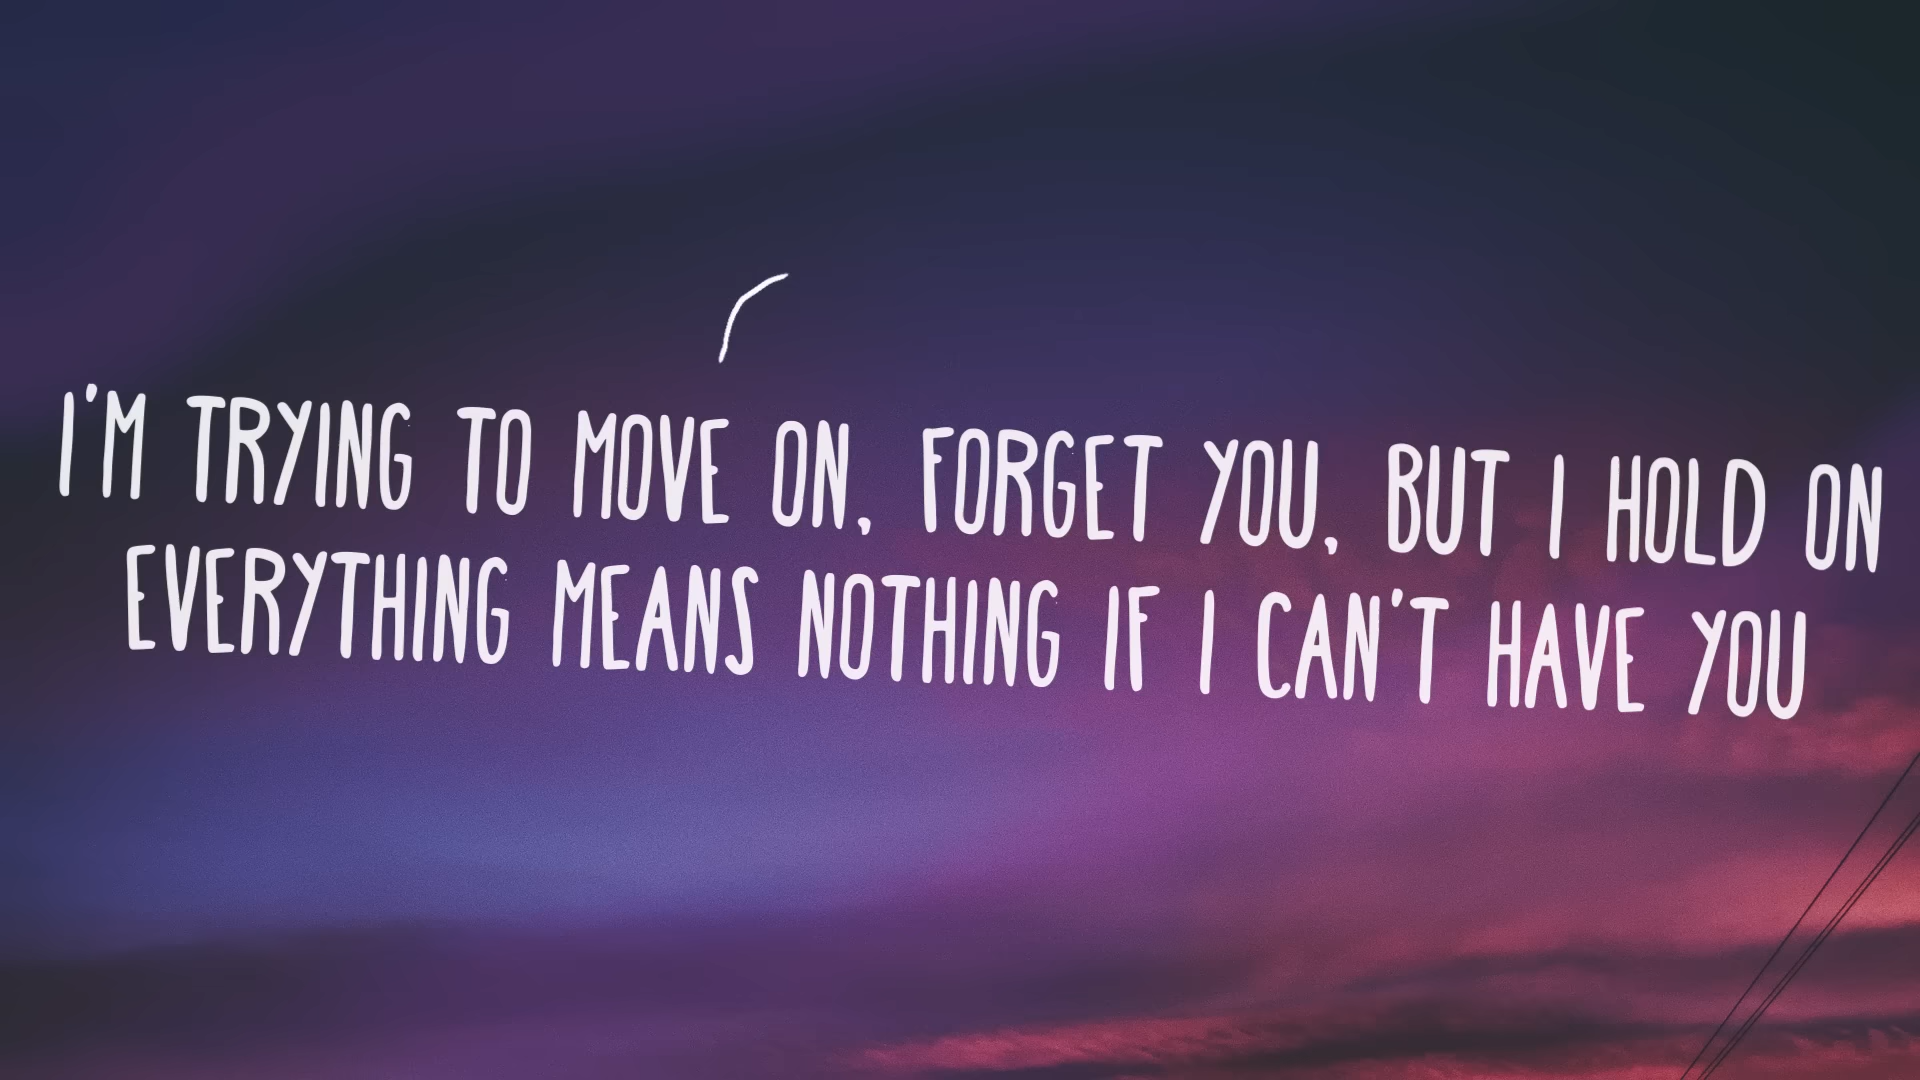 I'M TRYING TO MOVE ON, FORGET YOU, BUT I HOLD ON
EVERYTHING MEANS NOTHING IF I CAN'T HAVE YOU